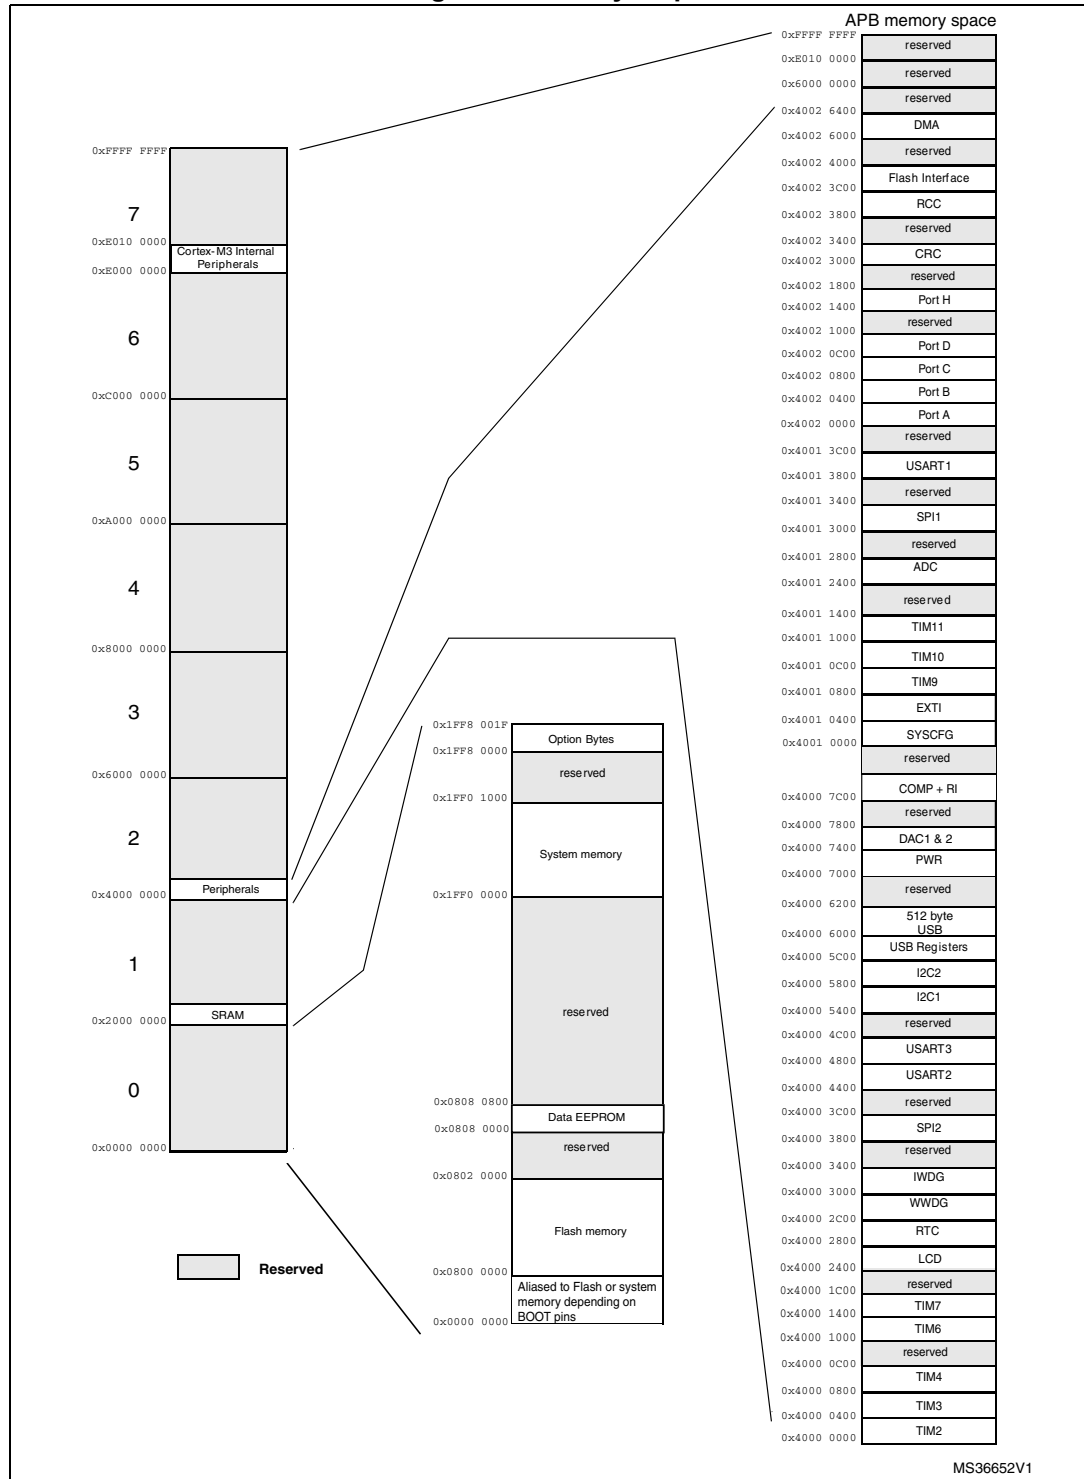 APB memory space
0xFFFF FFFF
reserved
0xE010 0000
reserved
0x6000 0000
reserved
0x4002 6400
DMA
0x4002 6000
reserved
0x4002 4000
Flash Interface
0x4002 3C00
RCC
0x4002 3800
reserved
0x4002 3400
CRC
0x4002 3000
reserved
0x4002 1800
Port H
0x4002 1400
reserved
0x4002 1000
Port D
0x4002 0C00
Port C
0x4002 0800
Port B
0x4002 0400
Port A
0x4002 0000
reserved
0x4001 3C00
USART1
0x4001 3800
reserved
0x4001 3400
SPI1
0x4001 3000
reserved
0x4001 2800
ADC
0x4001 2400
reserved
0x4001 1400
TIM11
0x4001 1000
TIM10
0x4001 0C00
TIM9
0x4001 0800
EXTI
0x4001 0400
SYSCFG
0x4001 0000
reserved
COMP + RI
0x4000 7C00
reserved
0x4000 7800
DAC1 & 2
0x4000 7400
PWR
0x4000 7000
reserved
0x4000 6200
512 byte
USB
0x4000 6000
USB Registers
0x4000 5C00
I2C2
0x4000 5800
I2C1
0x4000 5400
reserved
0x4000 4C00
USART3
0x4000 4800
USART2
0x4000 4400
reserved
0x4000 3C00
SPI2
0x4000 3800
reserved
0x4000 3400
IWDG
0x4000 3000
WWDG
0x4000 2C00
RTC
0x4000 2800
LCD
0x4000 2400
reserved
0x4000 1C00
TIM7
0x4000 1400
TIM6
0x4000 1000
reserved
0x4000 0C00
TIM4
0x4000 0800
TIM3
0x4000 0400
TIM2
0x4000 0000
0xFFFF FFFF
7
0xE010 0000
Cortex-M3 Internal
Peripherals
0xE000 0000
6
0xC000 0000
5
0xA000 0000
4
0x8000 0000
3
0x6000 0000
2
Peripherals
0x4000 0000
1
SRAM
0x2000 0000
0
0x0000 0000
Reserved
0x1FF8 001F
Option Bytes
0x1FF8 0000
reserved
0x1FF0 1000
System memory
0x1FF0 0000
reserved
0x0808 0800
Data EEPROM
0x0808 0000
reserved
0x0802 0000
Flash memory
0x0800 0000
Aliased to Flash or system
memory depending on
BOOT pins
0x0000 0000
MS36652V1